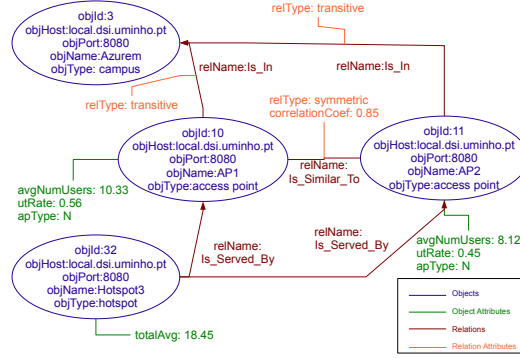 relType: transitive
objId:3
objHost:local.dsi.uminho.pt
objPort:8080
objName:Azurem
objType: campus
relName:Is_In
relName:Is_In
relType: transitive
relType: symmetric
correlationCoef: 0.85
objId:10
objHost:local.dsi.uminho.pt
objPort:8080
objName:AP1
objType:access point
relName:
Is_Similar_To
objId:11
objHost:local.dsi.uminho.pt
objPort:8080
objName:AP2
objType:access point
avgNumUsers: 10.33
utRate: 0.56
apType: N
relName:
Is_Served_By
relName:
Is_Served_By
avgNumUsers: 8.12
utRate: 0.45
apType: N
objId:32
objHost:local.dsi.uminho.pt
objPort:8080
objName:Hotspot3
objType:hotspot
totalAvg: 18.45
Objects
Object Attributes
Relations
Relation Attributes